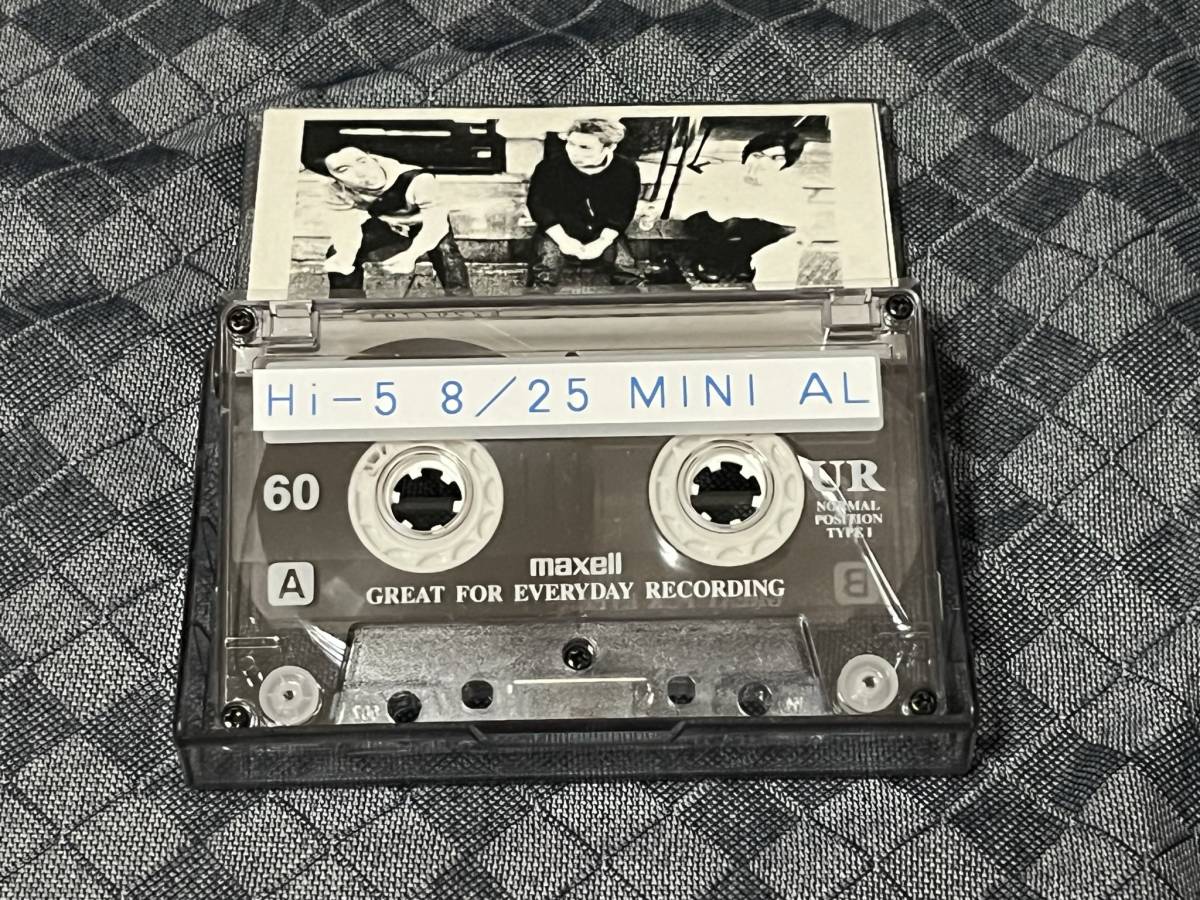 Hi-5 8/25 MINI AL
60
UR
NORMAL
POSITION
TYPE I
maxell
A
GREAT FOR EVERYDAY RECORDING
B